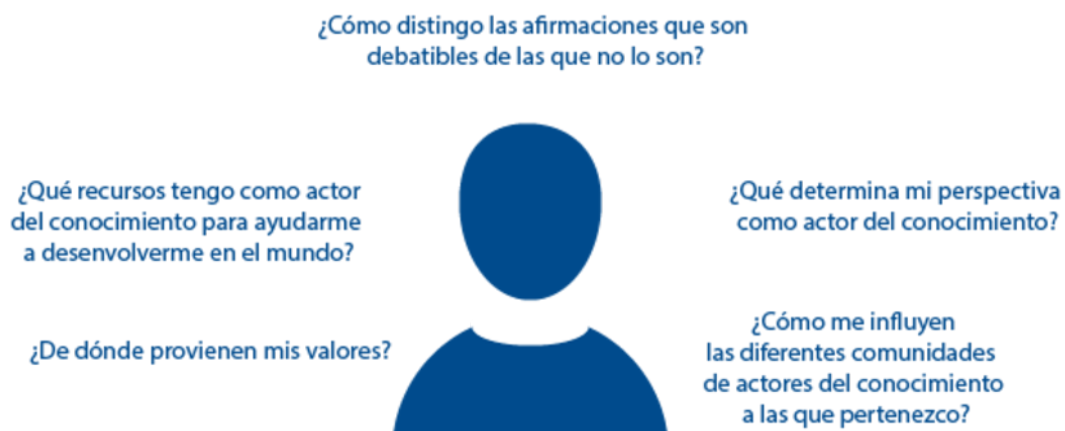 ¿Cómo distingo las afirmaciones que son
debatibles de las que no lo son?
¿Qué recursos tengo como actor
del conocimiento para ayudarme
a desenvolverme en el mundo?
¿Qué determina mi perspectiva
como actor del conocimiento?
¿De dónde provienen mis valores?
¿Cómo me influyen
las diferentes comunidades
de actores del conocimiento
a las que pertenezco?